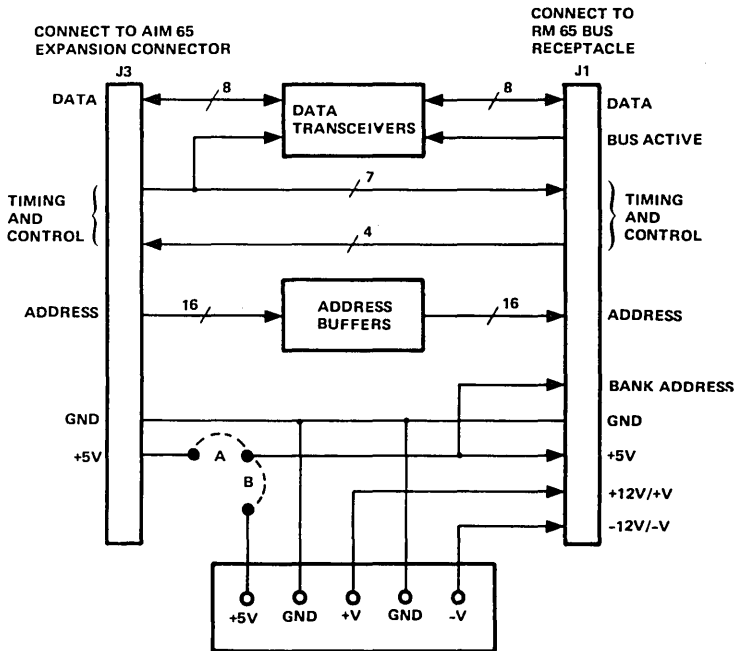 CONNECT TO AIM 65
EXPANSION CONNECTOR
J3
CONNECT TO
RM 65 BUS
RECEPTACLE
J1
DATA
8
DATA
TRANSCEIVERS
8
DATA
BUS ACTIVE
TIMING
AND
CONTROL
7
4
TIMING
AND
CONTROL
ADDRESS
16
ADDRESS
BUFFERS
16
ADDRESS
BANK ADDRESS
GND
GND
+5V
A
+5V
B
+12V/+V
-12V/-V
+5V GND +V GND -V